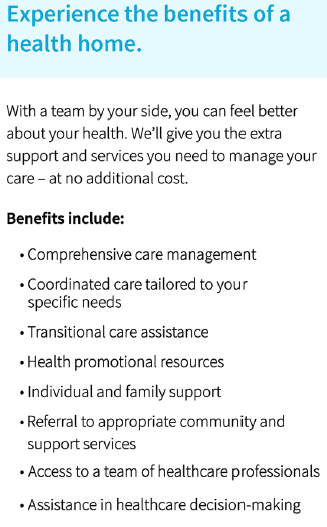 Experience the benefits of a
health home.
With a team by your side, you can feel better
about your health. We'll give you the extra
support and services you need to manage your
care – at no additional cost.
Benefits include:
• Comprehensive care management
• Coordinated care tailored to your
specific needs
• Transitional care assistance
• Health promotional resources
• Individual and family support
• Referral to appropriate community and
support services
• Access to a team of healthcare professionals
• Assistance in healthcare decision-making